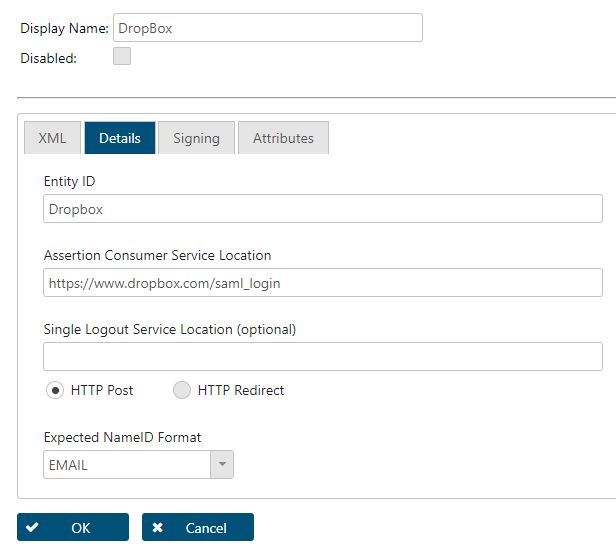 Display Name: DropBox
Disabled:
XML Details Signing Attributes
Entity ID
Dropbox
Assertion Consumer Service Location
https://www.dropbox.com/saml_login
Single Logout Service Location (optional)
HTTP Post HTTP Redirect
Expected NameID Format
EMAIL
OK Cancel